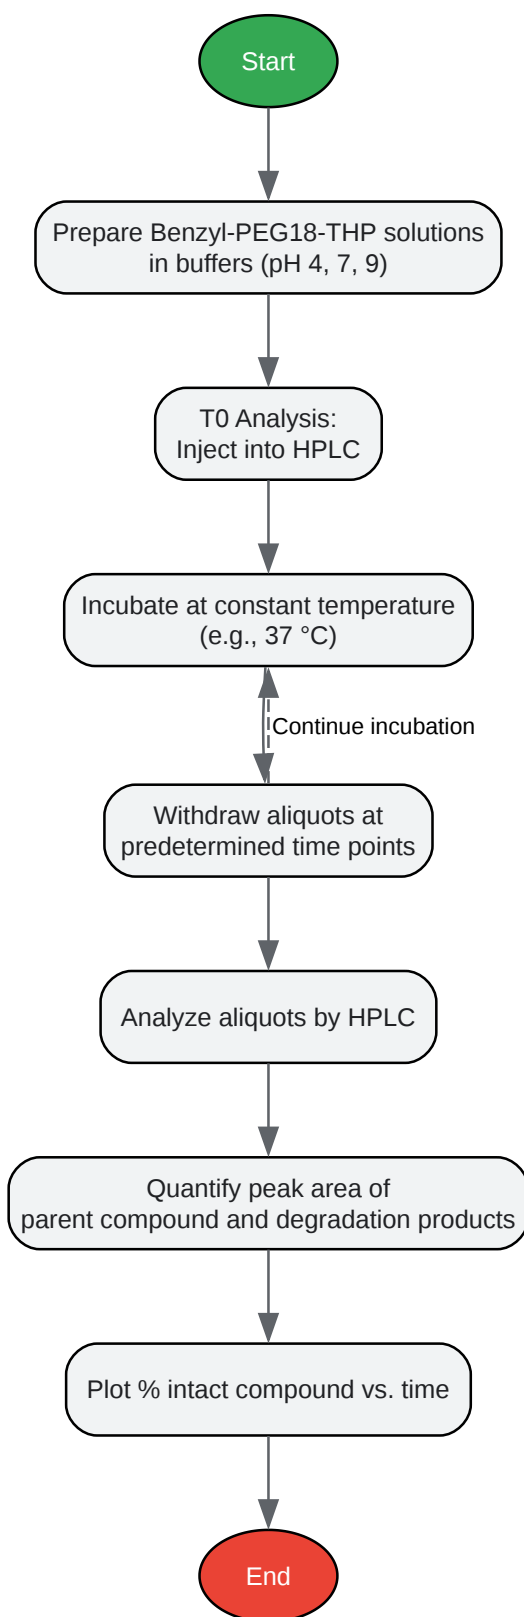 Start
Prepare Benzyl-PEG18-THP solutions
in buffers (pH 4, 7, 9)
T0 Analysis:
Inject into HPLC
Incubate at constant temperature
(e.g., 37 °C)
Continue incubation
Withdraw aliquots at
predetermined time points
Analyze aliquots by HPLC
Quantify peak area of
parent compound and degradation products
Plot % intact compound vs. time
End